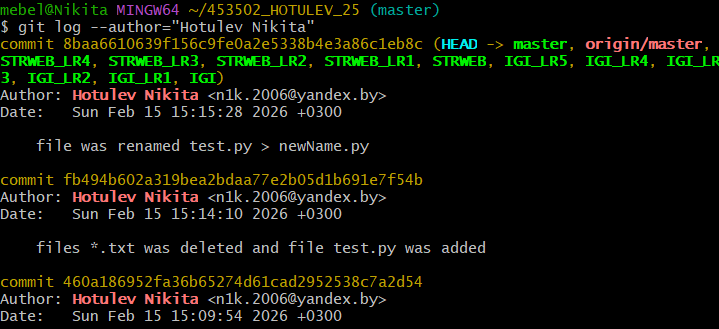 mebel@Nikita MINGW64 ~/453502_HOTULEV_25 (master)
$ git log --author="Hotulev Nikita"
commit 8baa6610639f156c9fe0a2e5338b4e3a86c1eb8c (HEAD -> master, origin/master,
STRWEB_LR4, STRWEB_LR3, STRWEB_LR2, STRWEB_LR1, STRWEB, IGI_LR5, IGI_LR4, IGI_LR
3, IGI_LR2, IGI_LR1, IGI)
Author: Hotulev Nikita <n1k.2006@yandex.by>
Date:   Sun Feb 15 15:15:28 2026 +0300

    file was renamed test.py > newName.py

commit fb494b602a319bea2bdaa77e2b05d1b691e7f54b
Author: Hotulev Nikita <n1k.2006@yandex.by>
Date:   Sun Feb 15 15:14:10 2026 +0300

    files *.txt was deleted and file test.py was added

commit 460a186952fa36b65274d61cad2952538c7a2d54
Author: Hotulev Nikita <n1k.2006@yandex.by>
Date:   Sun Feb 15 15:09:54 2026 +0300